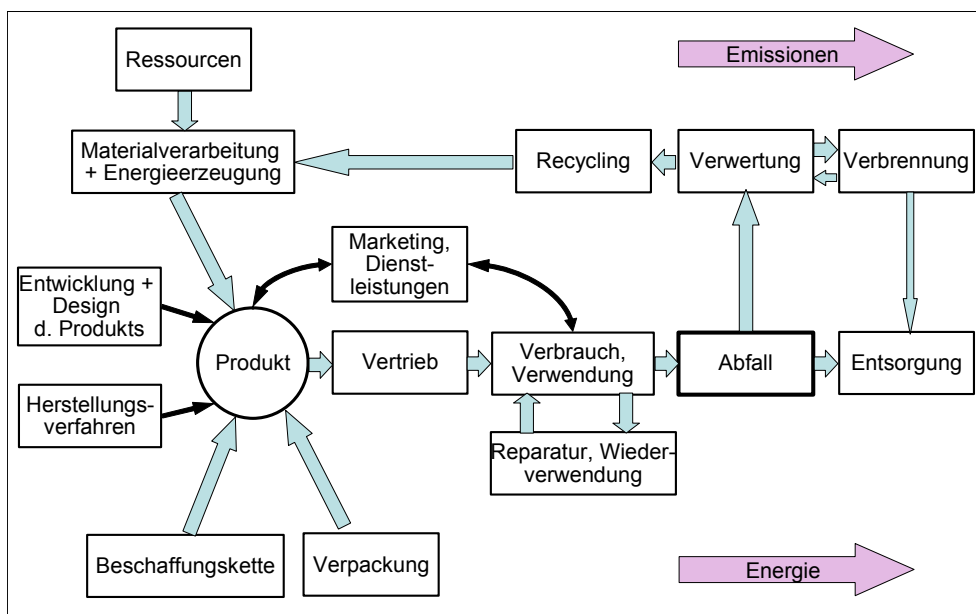 Ressourcen
Emissionen
Materialverarbeitung
+ Energieerzeugung
Recycling
Verwertung
Verbrennung
Marketing,
Dienst-
leistungen
Entwicklung +
Design
d. Produkts
Produkt
Vertrieb
Verbrauch,
Verwendung
Abfall
Entsorgung
Herstellungs-
verfahren
Reparatur, Wieder-
verwendung
Beschaffungskette
Verpackung
Energie